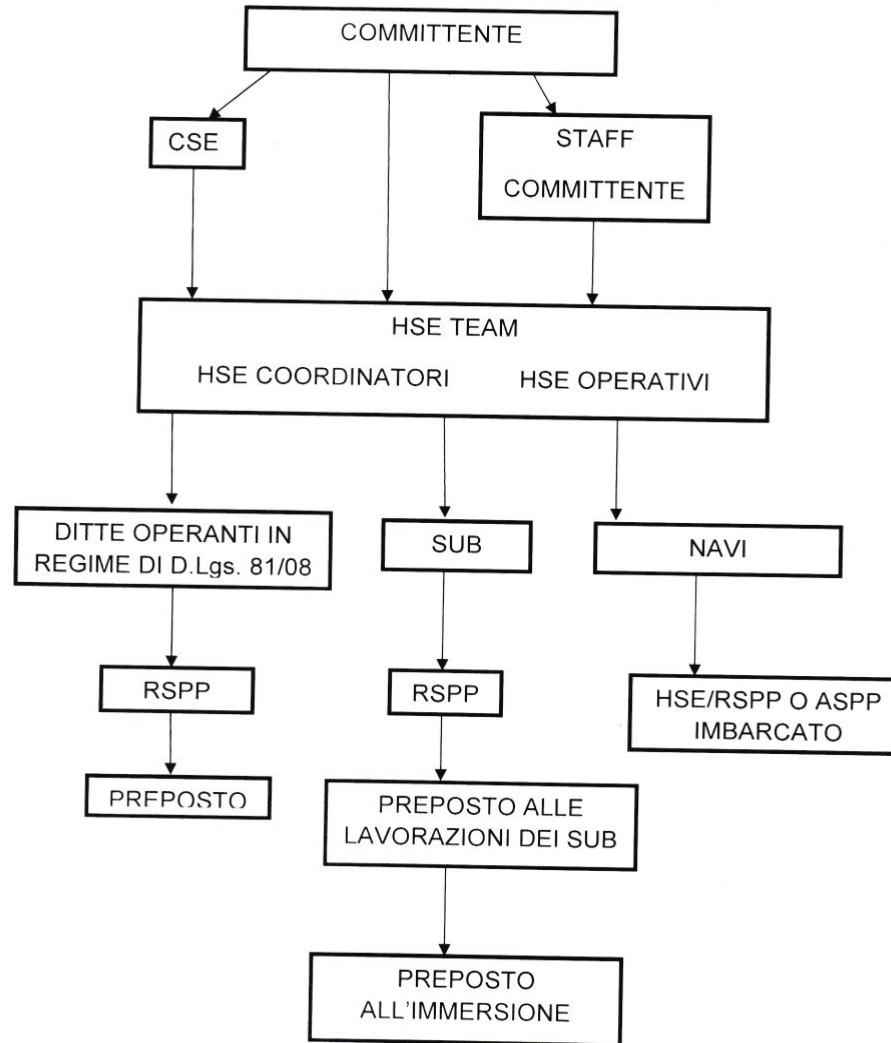 COMMITTENTE
CSE
STAFF
COMMITTENTE
HSE TEAM
HSE COORDINATORI HSE OPERATIVI
DITTE OPERANTI IN
REGIME DI D.Lgs. 81/08
SUB
NAVI
RSPP
RSPP
HSE/RSPP O ASPP
IMBARCATO
PREPOSTO
PREPOSTO ALLE
LAVORAZIONI DEI SUB
PREPOSTO
ALL'IMMERSIONE